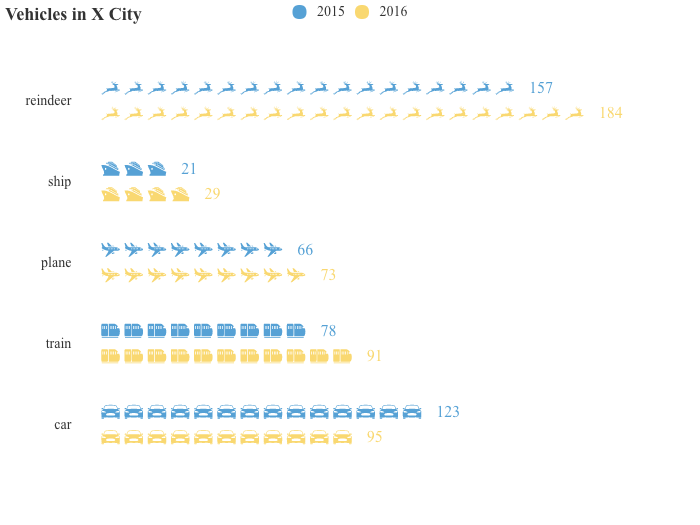 Vehicles in X City
2015 2016
reindeer
157
184
ship
21
29
plane
66
73
train
78
91
car
123
95